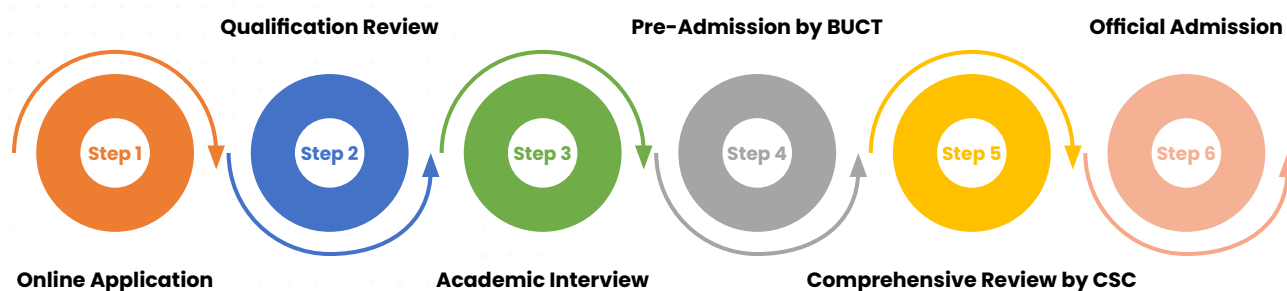 Qualification Review
Pre-Admission by BUCT
Official Admission
Step 1
Step 2
Step 3
Step 4
Step 5
Step 6
Online Application
Academic Interview
Comprehensive Review by CSC